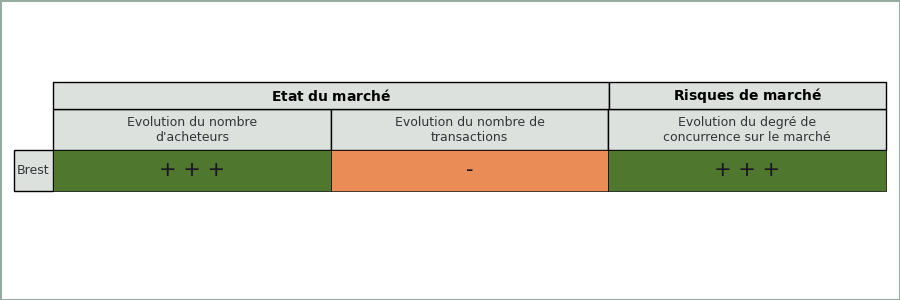 Etat du marché
Risques de marché
Evolution du nombre
d'acheteurs
Evolution du nombre de
transactions
Evolution du degré de
concurrence sur le marché
Brest
+ + +
-
+ + +